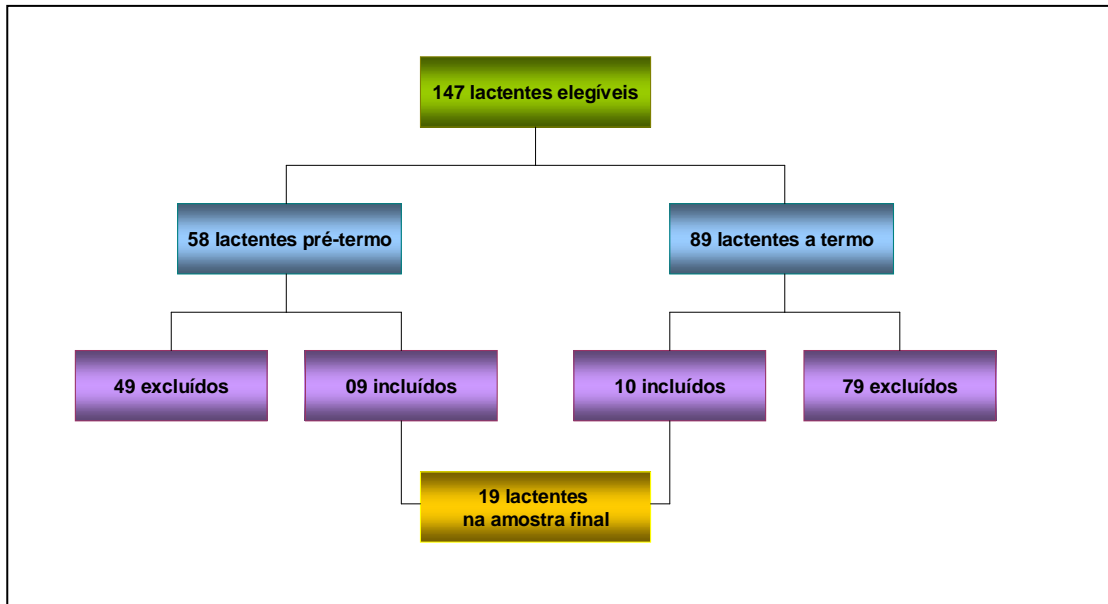 147 lactentes elegíveis
58 lactentes pré-termo
89 lactentes a termo
49 excluídos
09 incluídos
10 incluídos
79 excluídos
19 lactentes
na amostra final